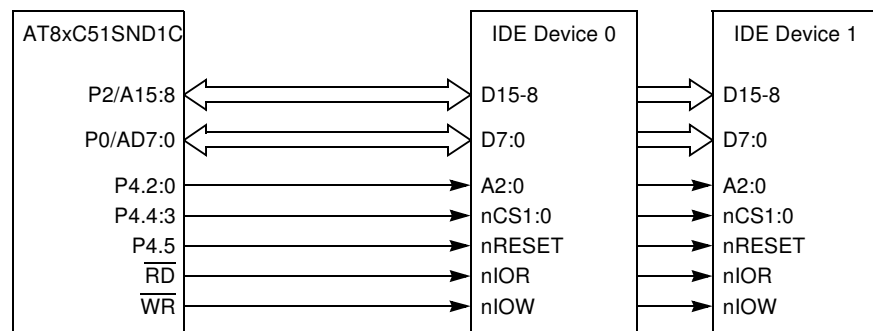 AT8xC51SND1C IDE Device 0 IDE Device 1
P2/A15:8 D15-8 D15-8
P0/AD7:0 D7:0 D7:0
P4.2:0 A2:0 A2:0
P4.4:3 nCS1:0 nCS1:0
P4.5 nRESET nRESET
RD nIOR nIOR
WR nIOW nIOW